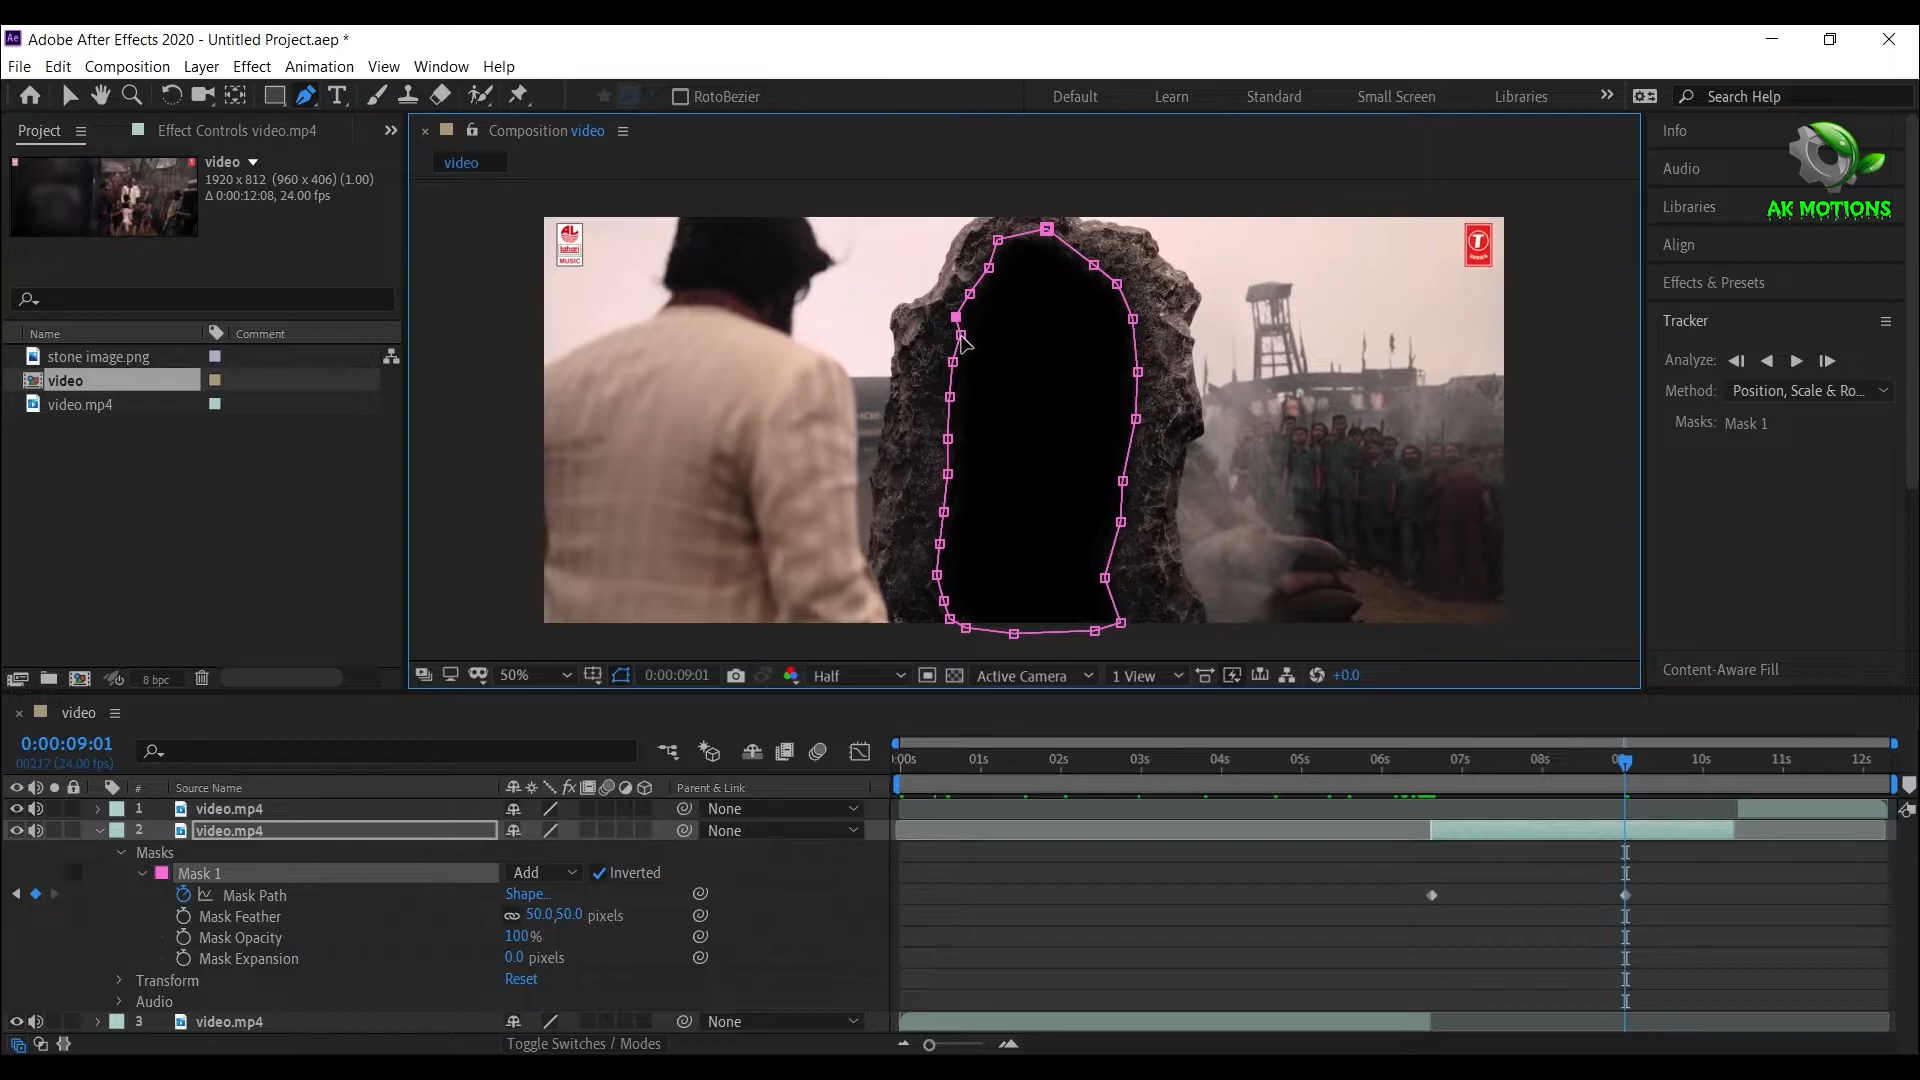 Adobe After Effects 2020 - Untitled Project.aep *
File Edit Composition Layer Effect Animation View Window Help
RotoBezier Default Learn Standard Small Screen Libraries Search Help
Project Effect Controls video.mp4
Composition video
video
video
1920 x 812 (960 x 406) (1.00)
Δ 0:00:12:08, 24.00 fps
Name Comment
stone image.png
video
video.mp4
8 bpc
AL
lahari
MUSIC
T
SERIES
50% 0:00:09:01 Half Active Camera 1 View +0.0
Info
Audio
Libraries
Align
Effects & Presets
Tracker
Analyze:
Method: Position, Scale & Ro...
Masks: Mask 1
Content-Aware Fill
AK MOTIONS
video
0:00:09:01
00217 (24.00 fps)
:00s 01s 02s 03s 04s 05s 06s 07s 08s 10s 11s 12s
# Source Name fx Parent & Link
1 video.mp4 None
2 video.mp4 None
Masks
Mask 1 Add Inverted
Mask Path Shape...
Mask Feather 50.0,50.0 pixels
Mask Opacity 100%
Mask Expansion 0.0 pixels
Transform Reset
Audio
3 video.mp4 None
Toggle Switches / Modes